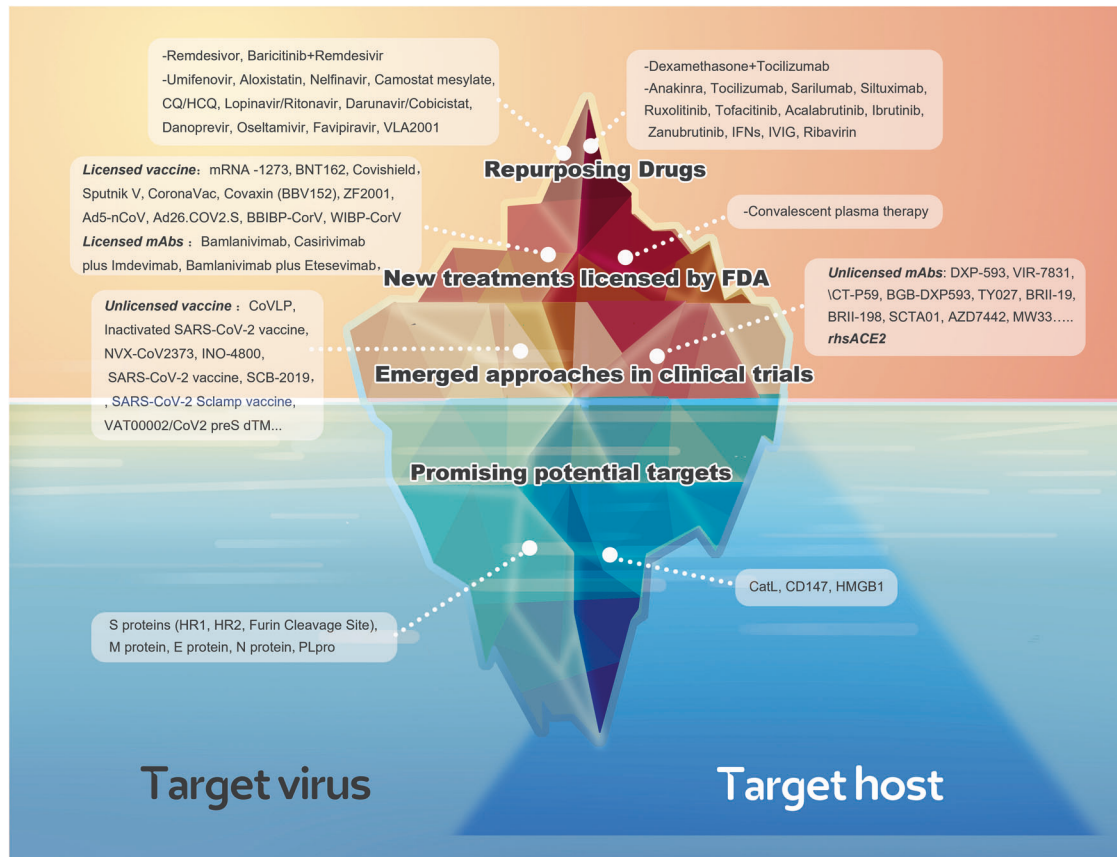 -Remdesivor, Baricitinib+Remdesivir
-Umifenovir, Aloxistatin, Nelfinavir, Camostat mesylate,
CQ/HCQ, Lopinavir/Ritonavir, Darunavir/Cobicistat,
Danoprevir, Oseltamivir, Favipiravir, VLA2001
-Dexamethasone+Tocilizumab
-Anakinra, Tocilizumab, Sarilumab, Siltuximab,
Ruxolitinib, Tofacitinib, Acalabrutinib, Ibrutinib,
Zanubrutinib, IFNs, IVIG, Ribavirin
Repurposing Drugs
Licensed vaccine： mRNA -1273, BNT162, Covishield，
Sputnik V, CoronaVac, Covaxin (BBV152), ZF2001,
Ad5-nCoV, Ad26.COV2.S, BBIBP-CorV, WIBP-CorV
Licensed mAbs： Bamlanivimab, Casirivimab
plus Imdevimab, Bamlanivimab plus Etesevimab，
-Convalescent plasma therapy
New treatments licensed by FDA
Unlicensed vaccine： CoVLP,
Inactivated SARS-CoV-2 vaccine,
NVX-CoV2373, INO-4800,
SARS-CoV-2 vaccine, SCB-2019，
, SARS-CoV-2 Sclamp vaccine,
VAT00002/CoV2 preS dTM...
Unlicensed mAbs: DXP-593, VIR-7831,
\CT-P59, BGB-DXP593, TY027, BRII-19,
BRII-198, SCTA01, AZD7442, MW33…..
rhsACE2
Emerged approaches in clinical trials
Promising potential targets
CatL, CD147, HMGB1
S proteins (HR1, HR2, Furin Cleavage Site),
M protein, E protein, N protein, PLpro
Target virus
Target host